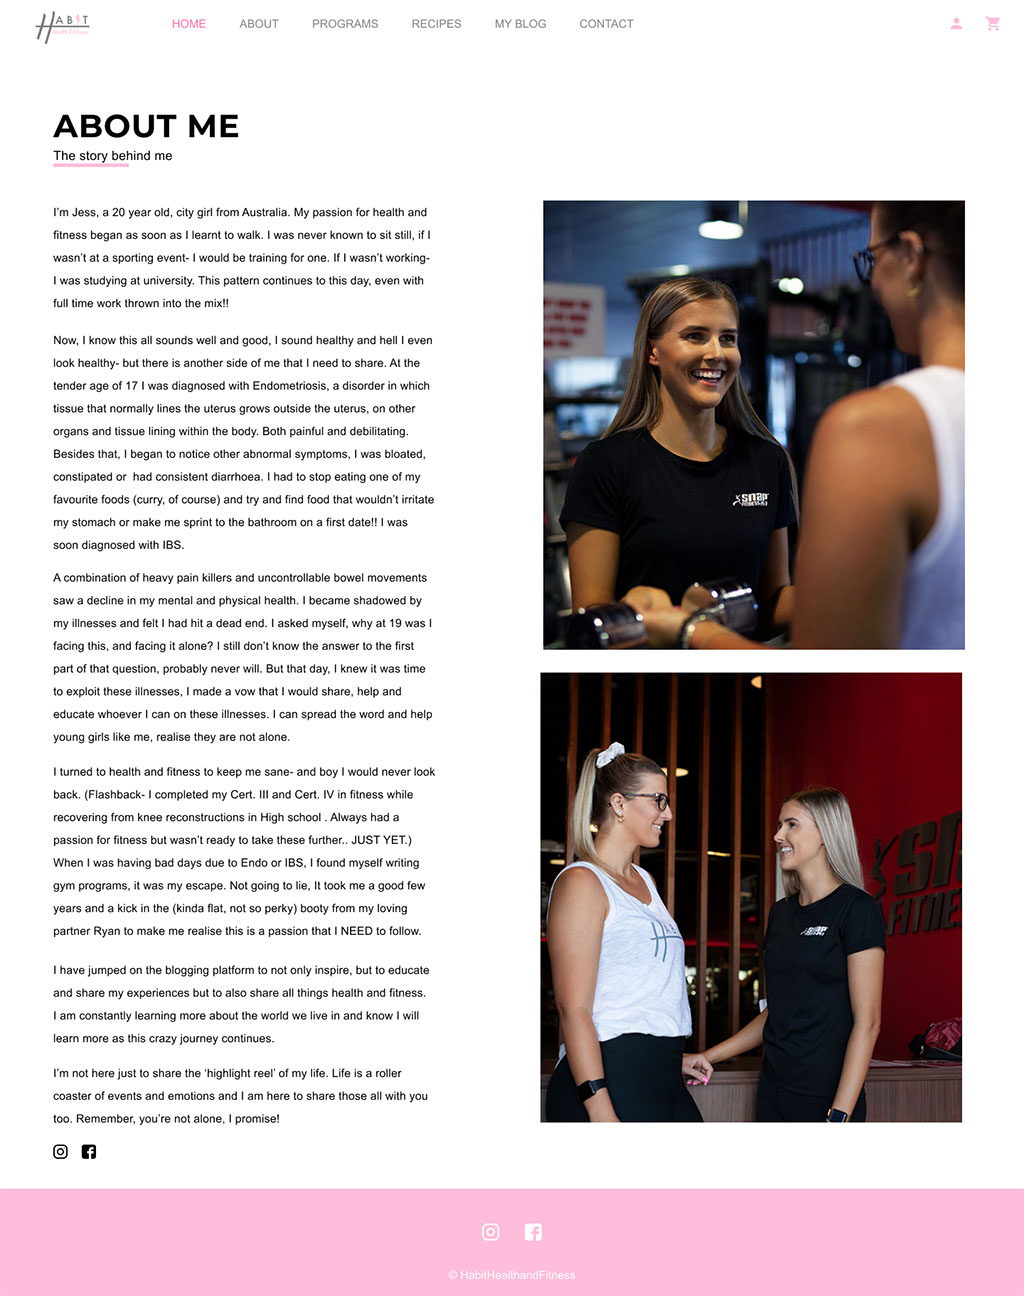 HABIT
Health & Fitness
HOME ABOUT PROGRAMS RECIPES MY BLOG CONTACT
ABOUT ME
The story behind me
I’m Jess, a 20 year old, city girl from Australia. My passion for health and
fitness began as soon as I learnt to walk. I was never known to sit still, if I
wasn’t at a sporting event- I would be training for one. If I wasn’t working-
I was studying at university. This pattern continues to this day, even with
full time work thrown into the mix!!
Now, I know this all sounds well and good, I sound healthy and hell I even
look healthy- but there is another side of me that I need to share. At the
tender age of 17 I was diagnosed with Endometriosis, a disorder in which
tissue that normally lines the uterus grows outside the uterus, on other
organs and tissue lining within the body. Both painful and debilitating.
Besides that, I began to notice other abnormal symptoms, I was bloated,
constipated or  had consistent diarrhoea. I had to stop eating one of my
favourite foods (curry, of course) and try and find food that wouldn’t irritate
my stomach or make me sprint to the bathroom on a first date!! I was
soon diagnosed with IBS.
A combination of heavy pain killers and uncontrollable bowel movements
saw a decline in my mental and physical health. I became shadowed by
my illnesses and felt I had hit a dead end. I asked myself, why at 19 was I
facing this, and facing it alone? I still don’t know the answer to the first
part of that question, probably never will. But that day, I knew it was time
to exploit these illnesses, I made a vow that I would share, help and
educate whoever I can on these illnesses. I can spread the word and help
young girls like me, realise they are not alone.
I turned to health and fitness to keep me sane- and boy I would never look
back. (Flashback- I completed my Cert. III and Cert. IV in fitness while
recovering from knee reconstructions in High school . Always had a
passion for fitness but wasn’t ready to take these further.. JUST YET.)
When I was having bad days due to Endo or IBS, I found myself writing
gym programs, it was my escape. Not going to lie, It took me a good few
years and a kick in the (kinda flat, not so perky) booty from my loving
partner Ryan to make me realise this is a passion that I NEED to follow.
I have jumped on the blogging platform to not only inspire, but to educate
and share my experiences but to also share all things health and fitness.
I am constantly learning more about the world we live in and know I will
learn more as this crazy journey continues.
I’m not here just to share the ‘highlight reel’ of my life. Life is a roller
coaster of events and emotions and I am here to share those all with you
too. Remember, you’re not alone, I promise!
snap
FITNESS 24-7
HABIT
snap
FITNESS 24-7
SNA
FITNES
© HabitHealthandFitness